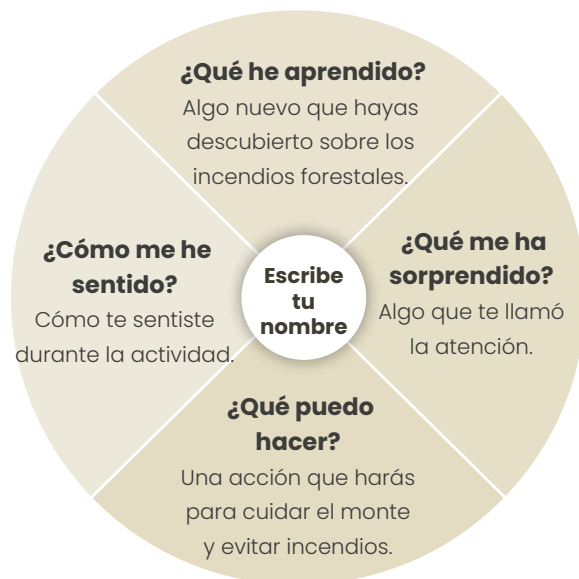 ¿Qué he aprendido?
Algo nuevo que hayas
descubierto sobre los
incendios forestales.
¿Cómo me he
sentido?
Cómo te sentiste
durante la actividad.
Escribe
tu
nombre
¿Qué me ha
sorprendido?
Algo que te llamó
la atención.
¿Qué puedo
hacer?
Una acción que harás
para cuidar el monte
y evitar incendios.